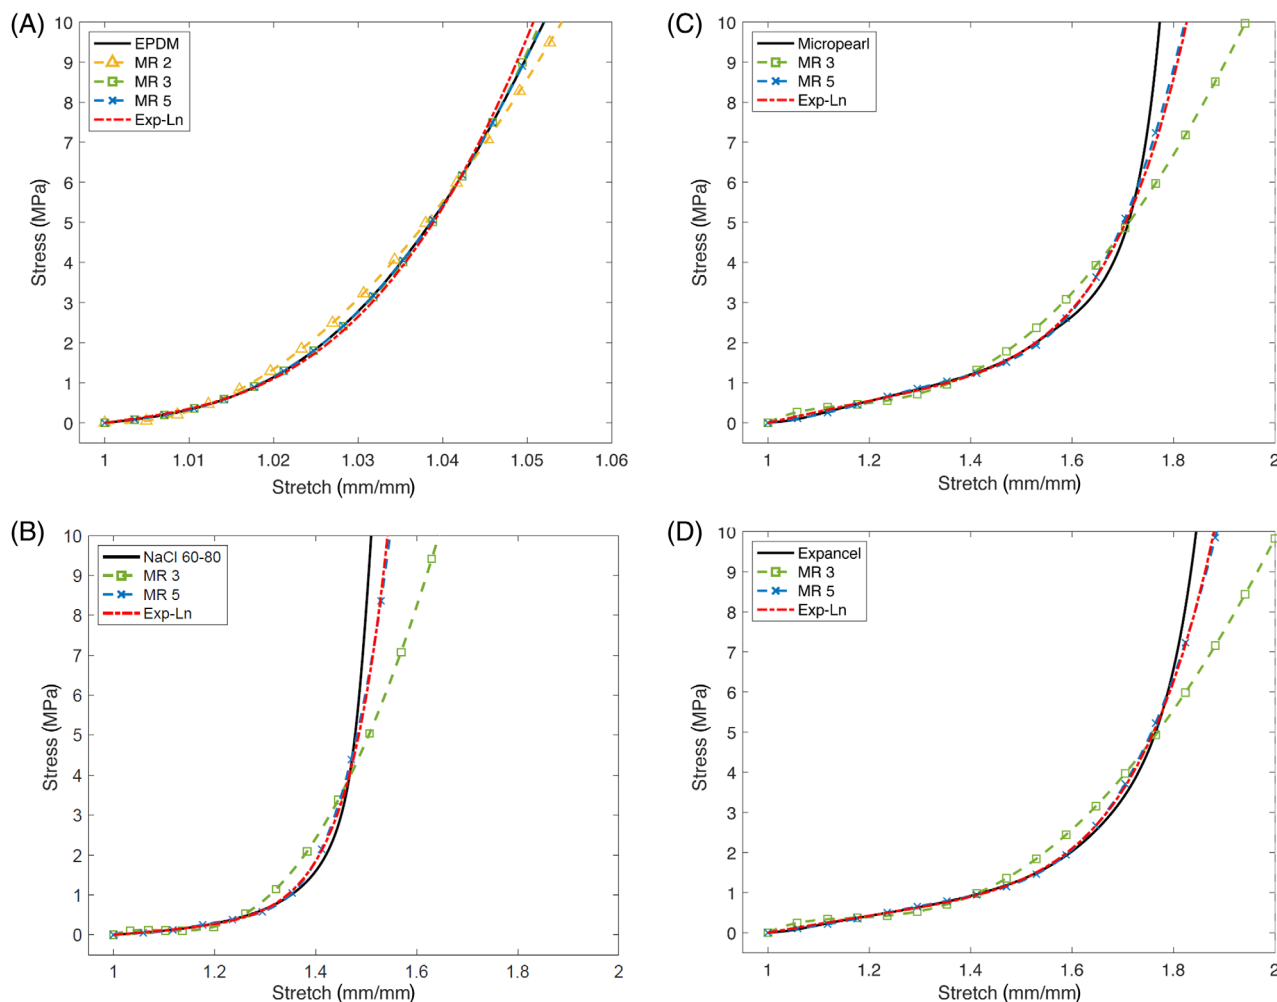 (A)
10
9
8
7
6
5
4
3
2
1
0
Stress (MPa)
EPDM
MR 2
MR 3
MR 5
Exp-Ln
1
1.01
1.02
1.03
1.04
1.05
1.06
Stretch (mm/mm)
(C)
10
9
8
7
6
5
4
3
2
1
0
Stress (MPa)
Micropearl
MR 3
MR 5
Exp-Ln
1
1.2
1.4
1.6
1.8
2
Stretch (mm/mm)
(B)
10
9
8
7
6
5
4
3
2
1
0
Stress (MPa)
NaCl 60-80
MR 3
MR 5
Exp-Ln
1
1.2
1.4
1.6
1.8
2
Stretch (mm/mm)
(D)
10
9
8
7
6
5
4
3
2
1
0
Stress (MPa)
Expancel
MR 3
MR 5
Exp-Ln
1
1.2
1.4
1.6
1.8
2
Stretch (mm/mm)